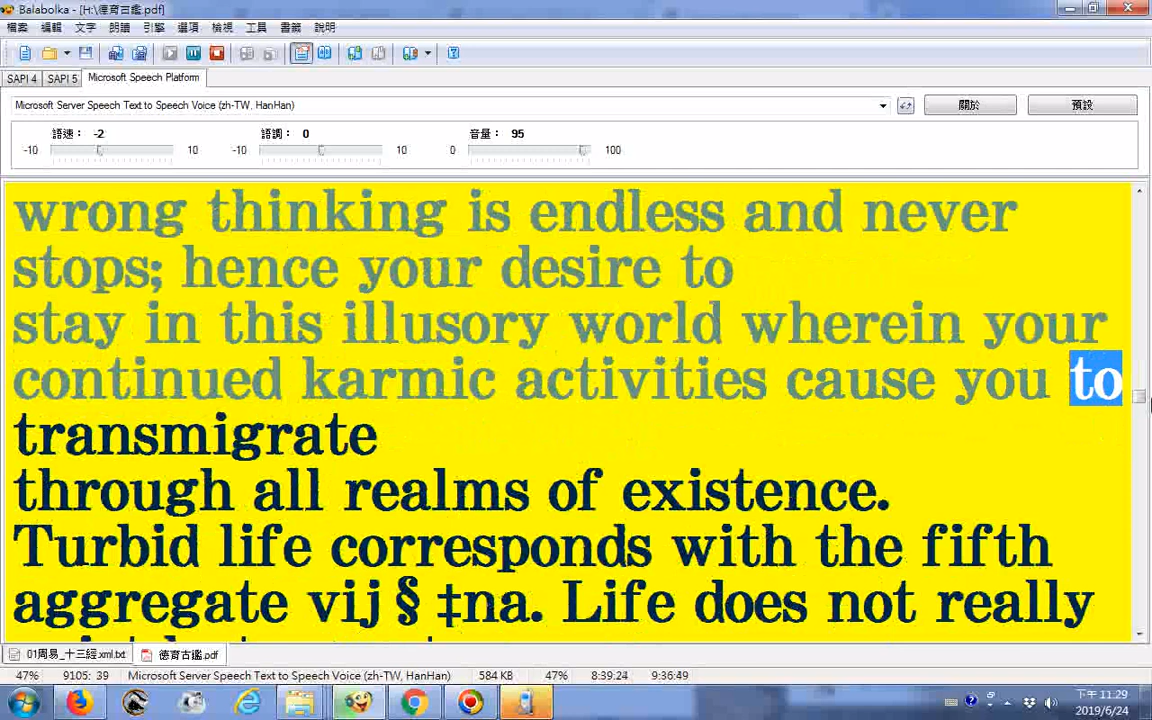 Balabolka - [H:\德育古鑑.pdf]
檔案 編輯 文字 朗讀 引擎 選項 檢視 工具 書籤 說明
SAPI 4 SAPI 5 Microsoft Speech Platform
Microsoft Server Speech Text to Speech Voice (zh-TW, HanHan) 關於 預設
語速： -2 語調： 0 音量： 95
-10 10 -10 10 0 100
wrong thinking is endless and never
stops; hence your desire to
stay in this illusory world wherein your
continued karmic activities cause you to
transmigrate
through all realms of existence.
Turbid life corresponds with the fifth
aggregate vij § ‡na. Life does not really
01周易_十三經.xml.txt 德育古鑑.pdf
47% 9105: 39 Microsoft Server Speech Text to Speech Voice (zh-TW, HanHan) 47% 584 KB 8:39:24 9:36:49
下午 11:29
2019/6/24